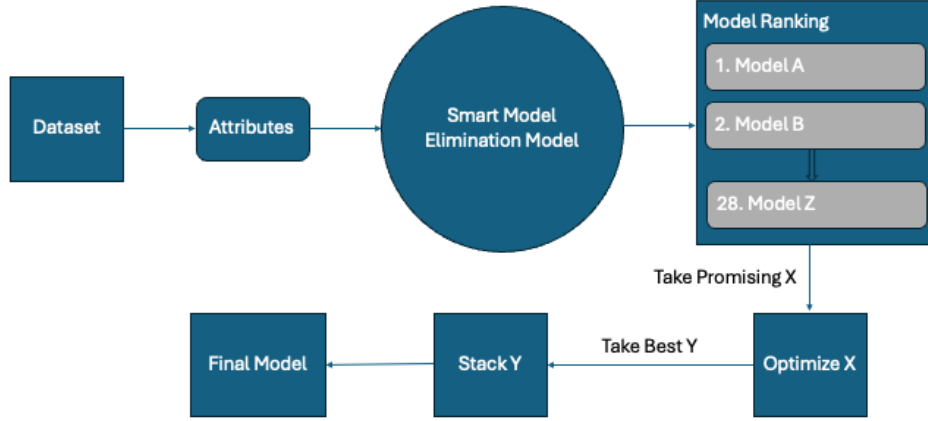 Dataset
Attributes
Smart Model
Elimination Model
Model Ranking
1. Model A
2. Model B
28. Model Z
Take Promising X
Optimize X
Take Best Y
Stack Y
Final Model